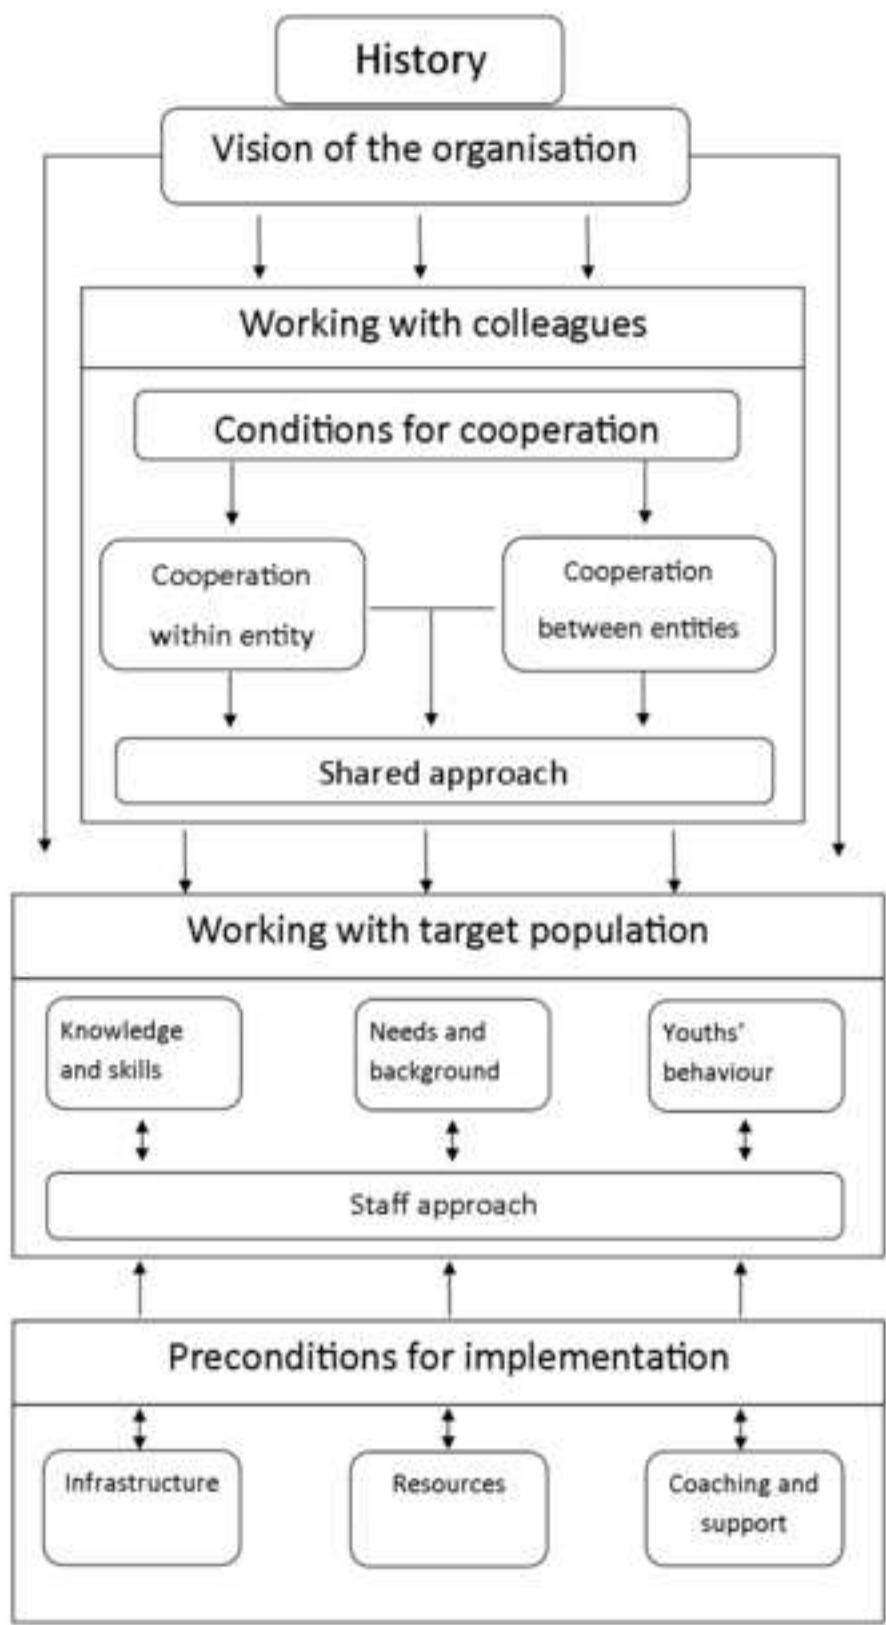 History
Vision of the organisation
Working with colleagues
Conditions for cooperation
Cooperation
within entity
Cooperation
between entities
Shared approach
Working with target population
Knowledge
and skills
Needs and
background
Youths'
behaviour
Staff approach
Preconditions for implementation
Infrastructure
Resources
Coaching and
support